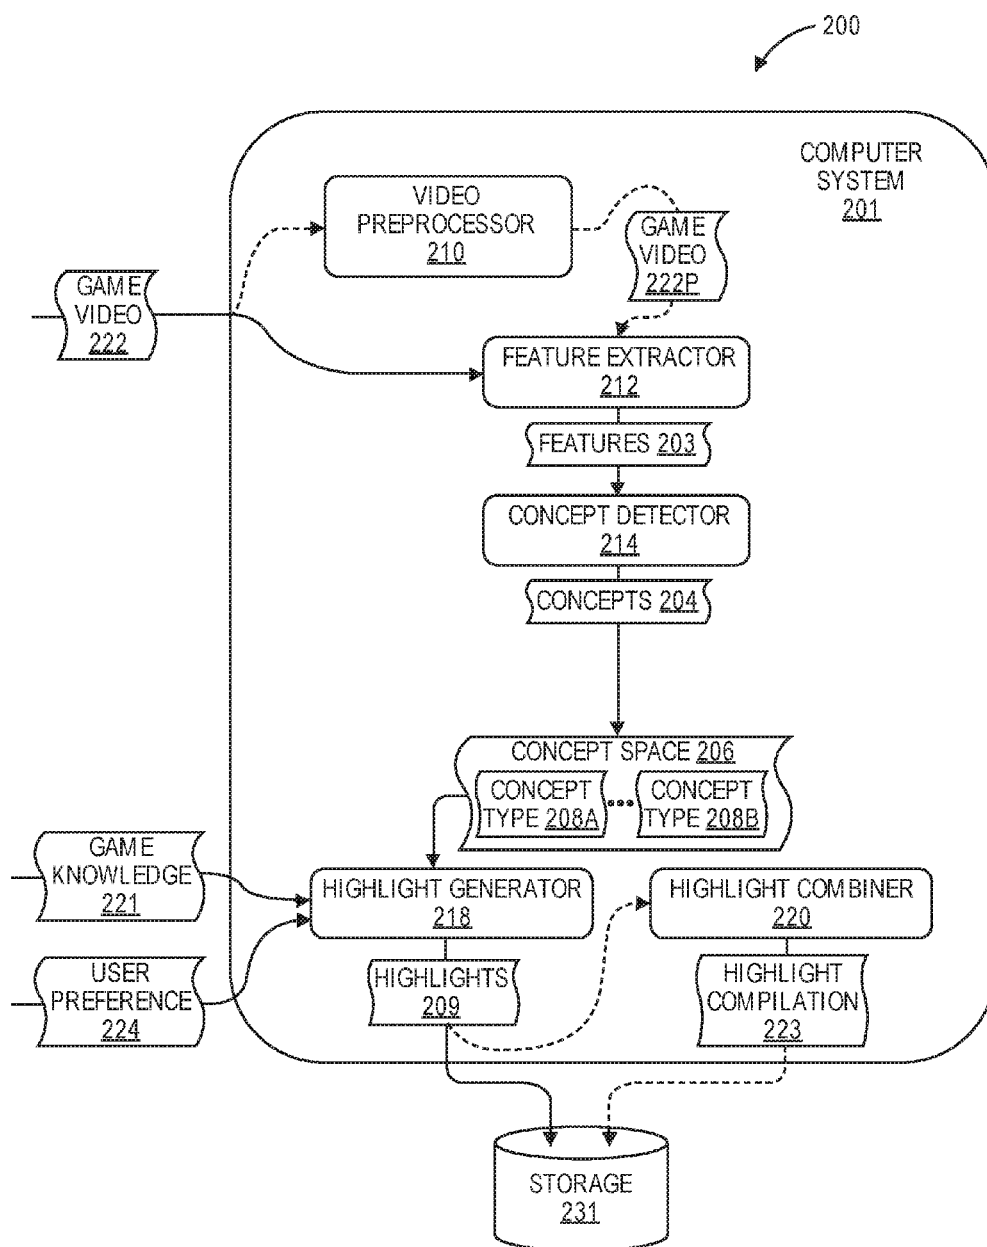 200
COMPUTER
SYSTEM
201
VIDEO
PREPROCESSOR
210
GAME
VIDEO
222P
GAME
VIDEO
222
FEATURE EXTRACTOR
212
FEATURES 203
CONCEPT DETECTOR
214
CONCEPTS 204
CONCEPT SPACE 206
CONCEPT
TYPE 208A
•••
CONCEPT
TYPE 208B
GAME
KNOWLEDGE
221
HIGHLIGHT GENERATOR
218
HIGHLIGHT COMBINER
220
USER
PREFERENCE
224
HIGHLIGHTS
209
HIGHLIGHT
COMPILATION
223
STORAGE
231